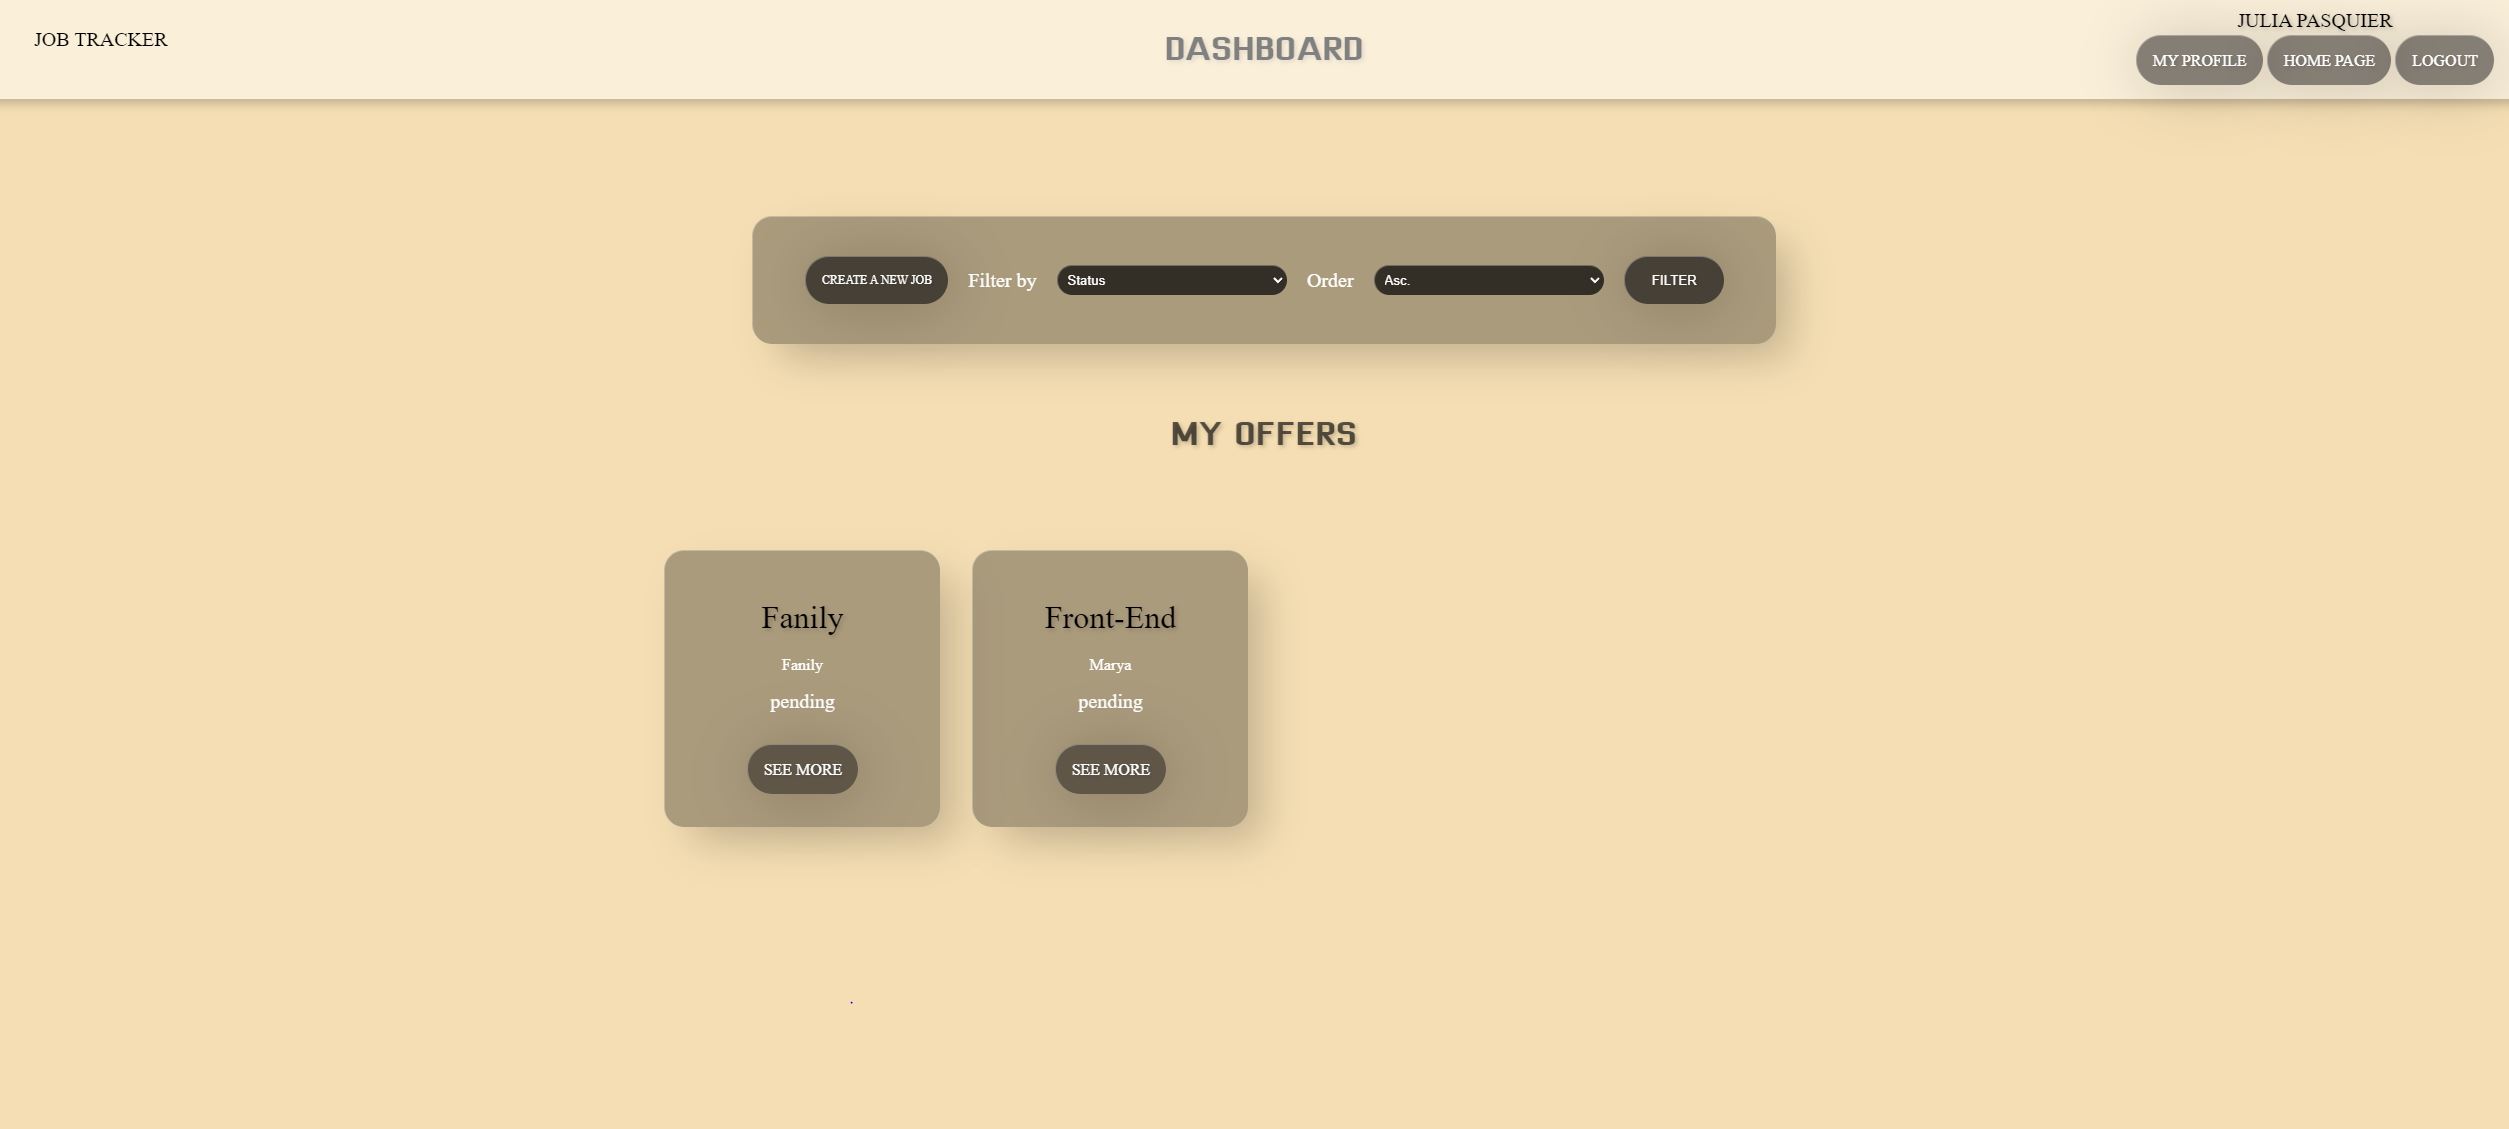 JOB TRACKER
DASHBOARD
JULIA PASQUIER
MY PROFILE HOME PAGE LOGOUT
CREATE A NEW JOB Filter by Status Order Asc. FILTER
MY OFFERS
Fanily
Fanily
pending
SEE MORE
Front-End
Marya
pending
SEE MORE